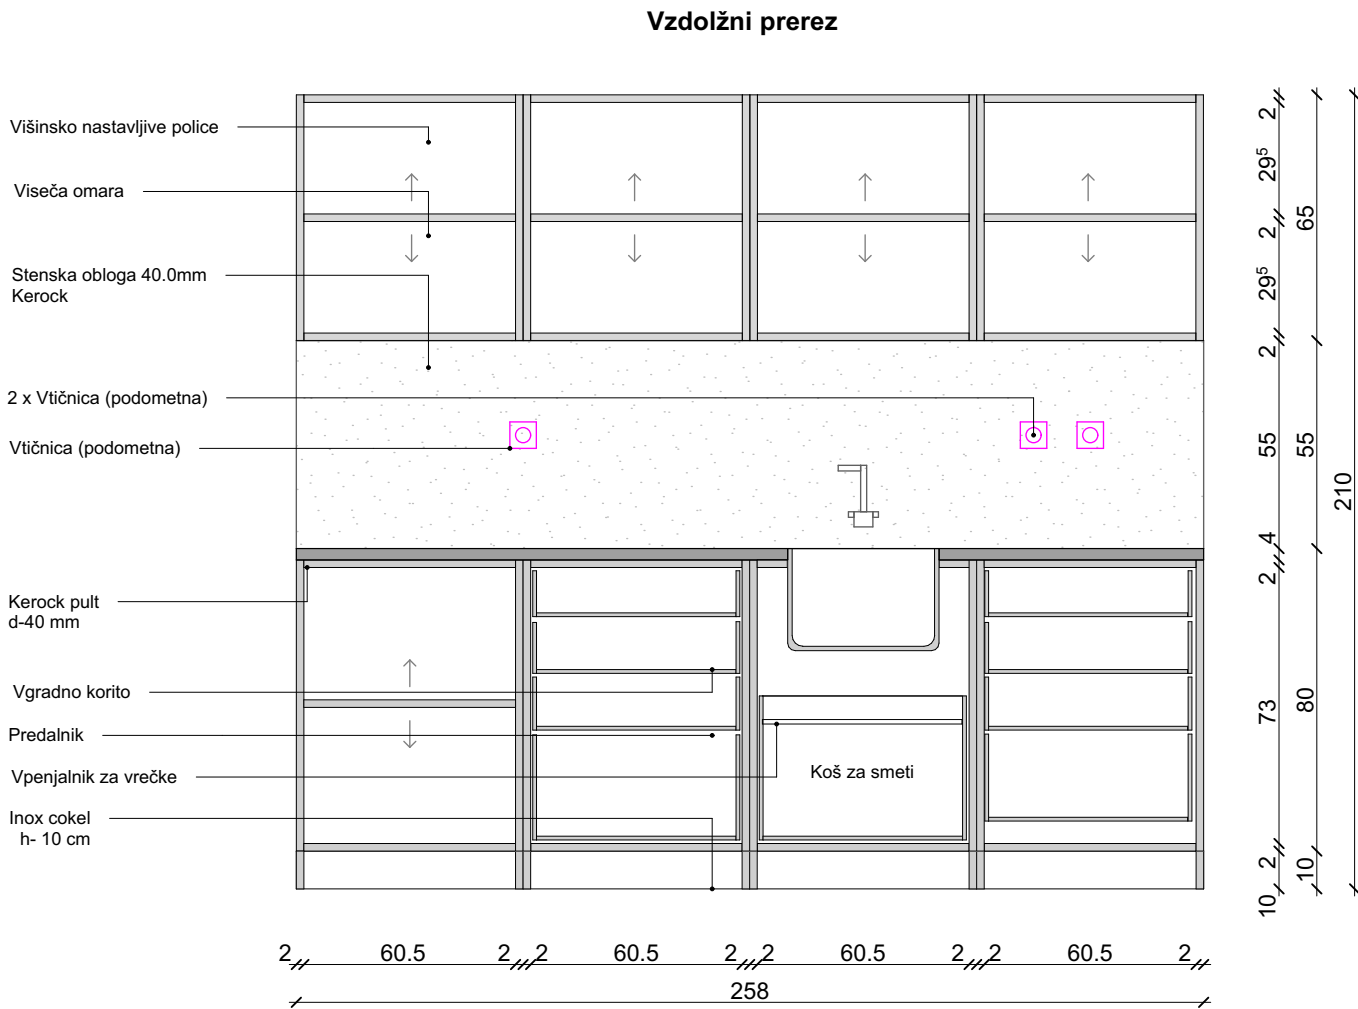 Vzdolžni prerez
Višinsko nastavljive police
Viseča omara
Stenska obloga 40.0mm
Kerock
2 x Vtičnica (podometna)
Vtičnica (podometna)
Kerock pult
d-40 mm
Vgradno korito
Predalnik
Vpenjalnik za vrečke
Inox cokel
h- 10 cm
Koš za smeti
2
29⁵
2
29⁵
2
55
4
2
73
2
10
65
55
80
10
210
2 60.5 2 2 60.5 2 2 60.5 2 2 60.5 2
258